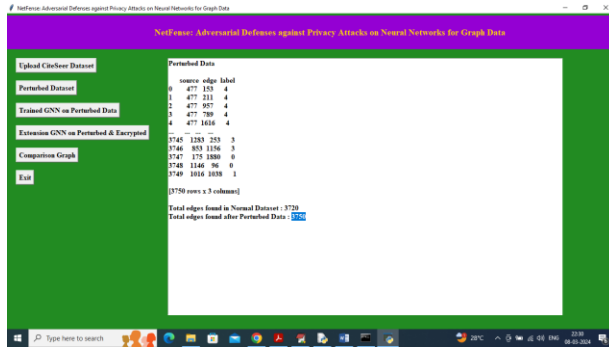 NetFense: Adversarial Defenses against Privacy Attacks on Neural Networks for Graph Data
NetFense: Adversarial Defenses against Privacy Attacks on Neural Networks for Graph Data
Upload CiteSeer Dataset
Perturbed Dataset
Trained GNN on Perturbed Data
Extension GNN on Perturbed & Encrypted
Comparison Graph
Exit
Perturbed Data
source edge label
0 477 153 4
1 477 211 4
2 477 957 4
3 477 789 4
4 477 1616 4
... ... ... ...
3745 1283 253 3
3746 853 1156 3
3747 175 1880 0
3748 1146 96 0
3749 1016 1038 1
[3750 rows x 3 columns]
Total edges found in Normal Dataset : 3720
Total edges found after Perturbed Data : 3750
Type here to search
28°C
ENG
22:30
08-03-2024